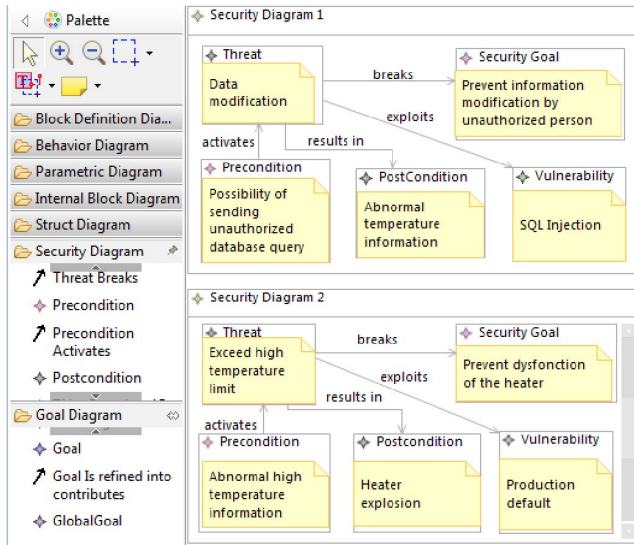 Palette
Block Definition Dia...
Behavior Diagram
Parametric Diagram
Internal Block Diagram
Struct Diagram
Security Diagram
Threat Breaks
Precondition
Precondition
Activates
Postcondition
Goal Diagram
Goal
Goal Is refined into
contributes
GlobalGoal
Security Diagram 1
Threat
Data
modification
breaks
Security Goal
Prevent information
modification by
unauthorized person
exploits
activates
results in
Precondition
Possibility of
sending
unauthorized
database query
PostCondition
Abnormal
temperature
information
Vulnerability
SQL Injection
Security Diagram 2
Threat
Exceed high
temperature
limit
breaks
Security Goal
Prevent dysfonction
of the heater
exploits
results in
activates
Precondition
Abnormal high
temperature
information
Postcondition
Heater
explosion
Vulnerability
Production
default